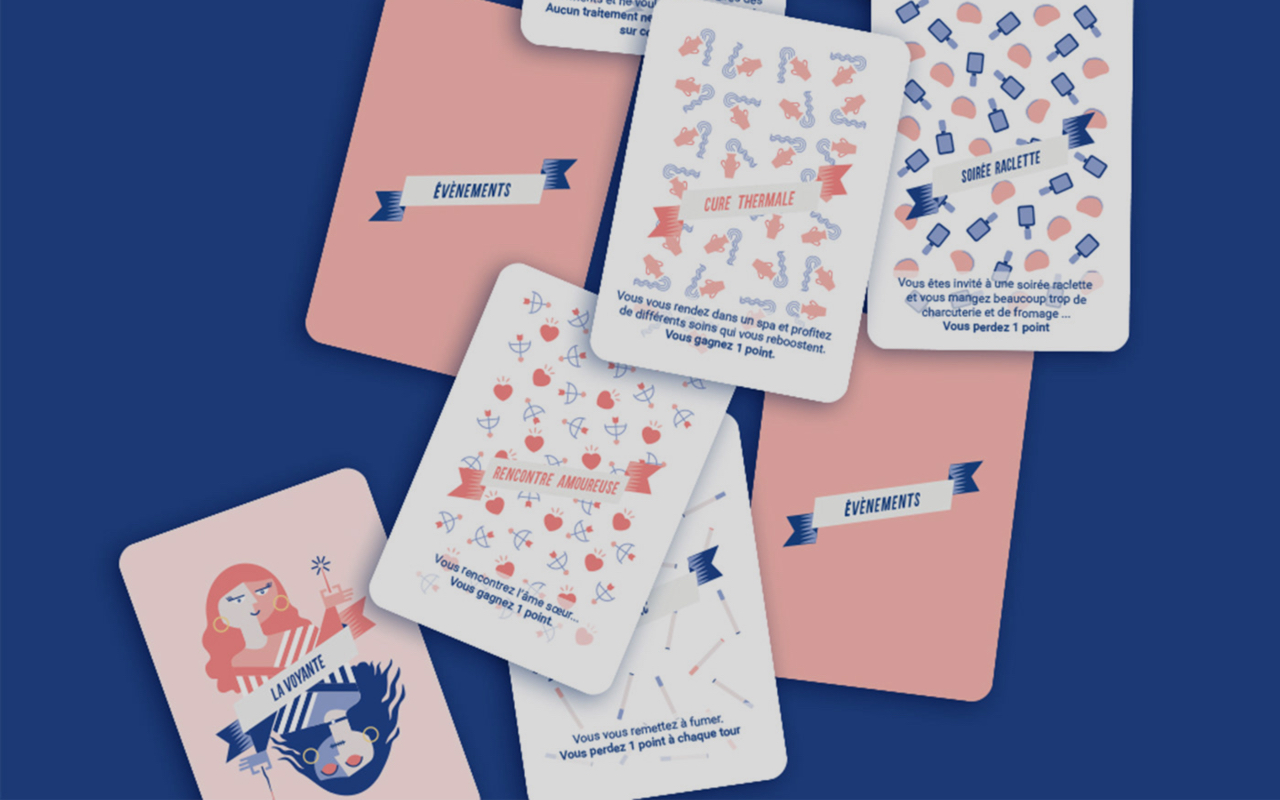 Aucun traitement ne
ÉVÈNEMENTS
CURE THERMALE
Vous vous rendez dans un spa et profitez
de différents soins qui vous reboostent.
Vous gagnez 1 point.
SOIRÉE RACLETTE
Vous êtes invité à une soirée raclette
et vous mangez beaucoup trop de
charcuterie et de fromage ...
Vous perdez 1 point
RENCONTRE AMOUREUSE
Vous rencontrez l'âme sœur...
Vous gagnez 1 point.
ÉVÈNEMENTS
LA VOYANTE
Vous vous remettez à fumer.
Vous perdez 1 point à chaque tour